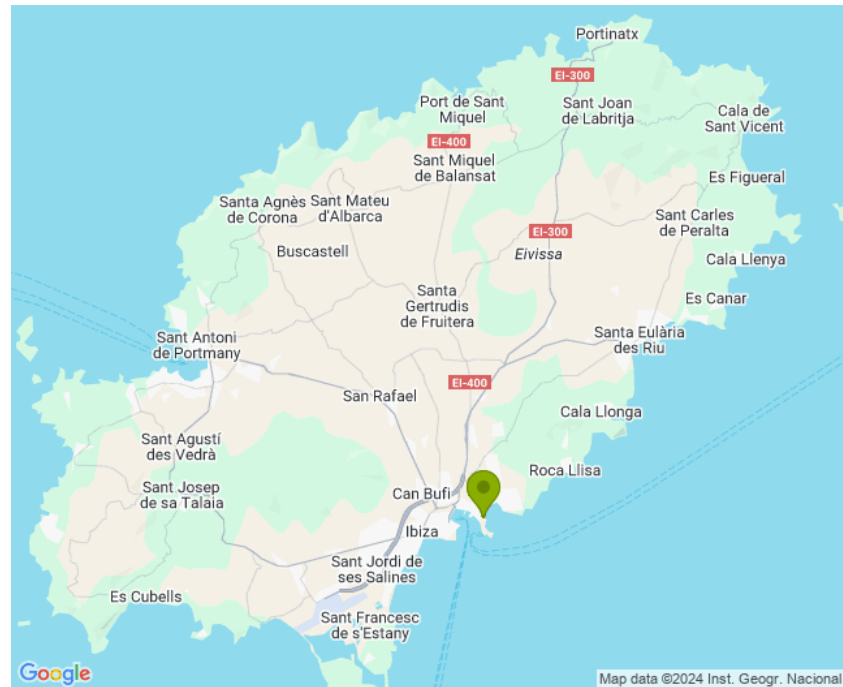 Portinatx
EI-300
Port de Sant
Miquel
Sant Joan
de Labritja
Cala de
Sant Vicent
EI-400
Sant Miquel
de Balansat
Es Figueral
Santa Agnès
de Corona
Sant Mateu
d'Albarca
Sant Carles
de Peralta
EI-300
Buscastell
Eivissa
Cala Llenya
Santa
Gertrudis
de Fruitera
Es Canar
Sant Antoni
de Portmany
Santa Eulària
des Riu
EI-400
San Rafael
Cala Llonga
Sant Agustí
des Vedrà
Roca Llisa
Sant Josep
de sa Talaia
Can Bufi
Ibiza
Sant Jordi de
ses Salines
Es Cubells
Sant Francesc
de s'Estany
Google
Map data ©2024 Inst. Geogr. Nacional